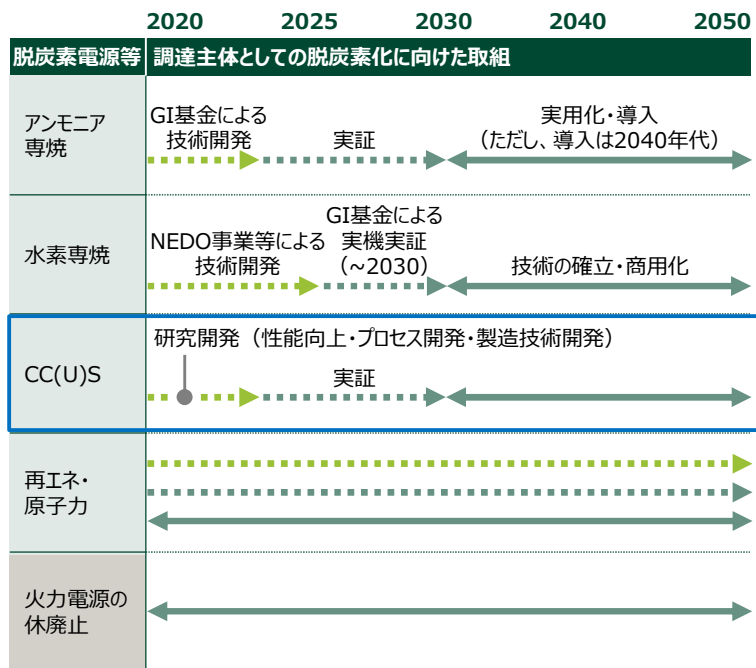 2020 2025 2030 2040 2050
脱炭素電源等 調達主体としての脱炭素化に向けた取組
アンモニア
専焼
GI基金による
技術開発
実証
実用化・導入
(ただし、導入は2040年代)
水素専焼
NEDO事業等による
技術開発
GI基金による
実機実証
(~2030)
技術の確立・商用化
CC(U)S
研究開発 (性能向上・プロセス開発・製造技術開発)
実証
再エネ・
原子力
火力電源の
休廃止